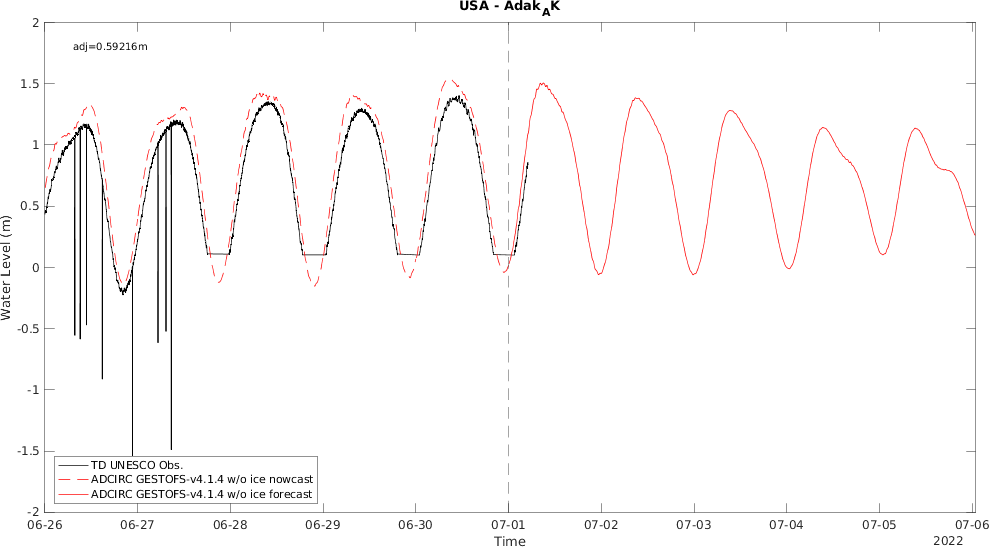 USA - Adak_AK
2
adj=0.59216m
1.5
1
0.5
0
-0.5
-1
-1.5
-2
Water Level (m)
TD UNESCO Obs.
ADCIRC GESTOFS-v4.1.4 w/o ice nowcast
ADCIRC GESTOFS-v4.1.4 w/o ice forecast
06-26 06-27 06-28 06-29 06-30 07-01 07-02 07-03 07-04 07-05 07-06
Time
2022